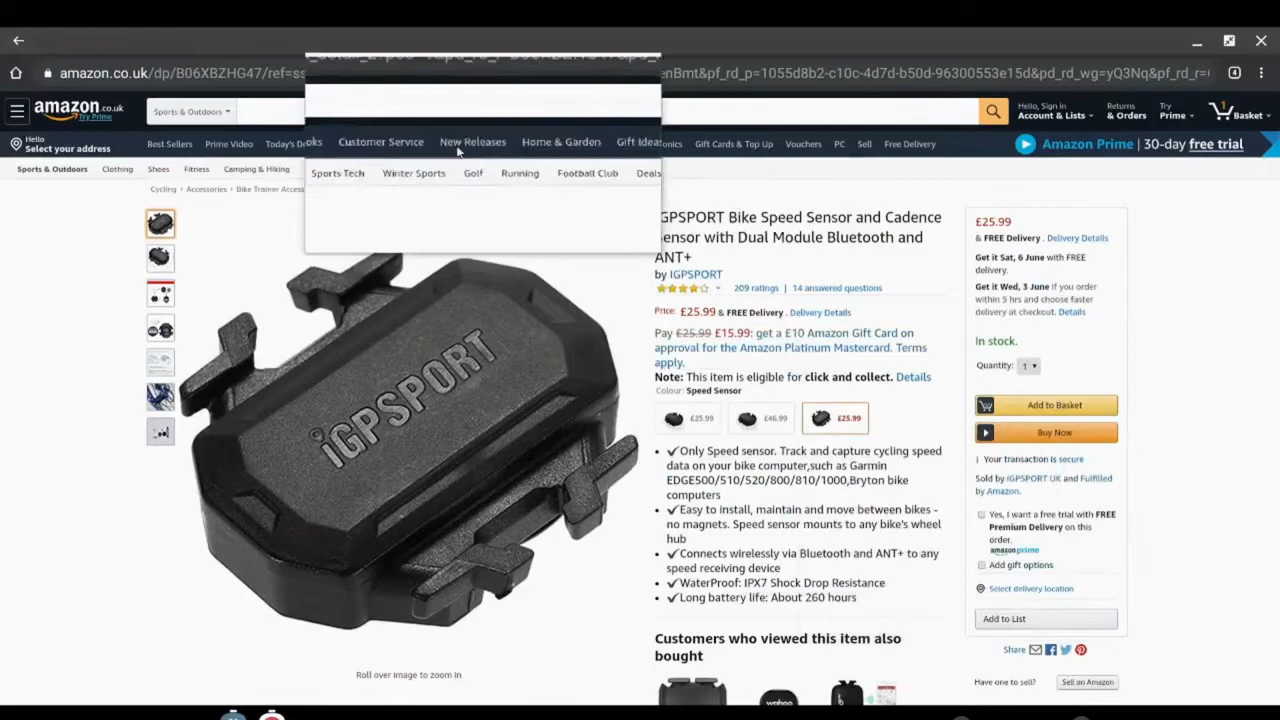 amazon.co.uk/dp/B06XBZHG47/ref=ss
enBmt&pf_rd_p=1055d8b2-c10c-4d7d-b50d-96300553e15d&pd_rd_wg=yQ3Nq&pf_rd_r=
4
amazon.co.uk
Try Prime
Sports & Outdoors
Hello, Sign in
Account & Lists
Returns
& Orders
Try
Prime
1
Basket
Hello
Select your address
Best Sellers Prime Video Today's De
oks Customer Service New Releases Home & Garden Gift Ideas
onics Gift Cards & Top Up Vouchers PC Sell Free Delivery
Amazon Prime | 30-day free trial
Sports & Outdoors Clothing Shoes Fitness Camping & Hiking
Sports Tech Winter Sports Golf Running Football Club Deals
Cycling › Accessories › Bike Trainer Access
iGPSPORT
Roll over image to zoom in
IGPSPORT Bike Speed Sensor and Cadence
Sensor with Dual Module Bluetooth and
ANT+
by IGPSPORT
209 ratings | 14 answered questions
Price: £25.99 & FREE Delivery . Delivery Details
Pay £25.99 £15.99: get a £10 Amazon Gift Card on
approval for the Amazon Platinum Mastercard. Terms
apply.
Note: This item is eligible for click and collect. Details
Colour: Speed Sensor
£25.99 £46.99 £25.99
• ✔Only Speed sensor. Track and capture cycling speed
data on your bike computer,such as Garmin
EDGE500/510/520/800/810/1000,Bryton bike
computers
• ✔Easy to install, maintain and move between bikes -
no magnets. Speed sensor mounts to any bike's wheel
hub
• ✔Connects wirelessly via Bluetooth and ANT+ to any
speed receiving device
• ✔WaterProof: IPX7 Shock Drop Resistance
• ✔Long battery life: About 260 hours
Customers who viewed this item also
bought
wahoo
£25.99
& FREE Delivery . Delivery Details
Get it Sat, 6 June with FREE
delivery.
Get it Wed, 3 June if you order
within 5 hrs and choose faster
delivery at checkout. Details
In stock.
Quantity: 1
Add to Basket
Buy Now
Your transaction is secure
Sold by iGPSPORT UK and Fulfilled
by Amazon.
Yes, I want a free trial with FREE
Premium Delivery on this
order.
amazon prime
Add gift options
Select delivery location
Add to List
Share
Have one to sell? Sell on Amazon